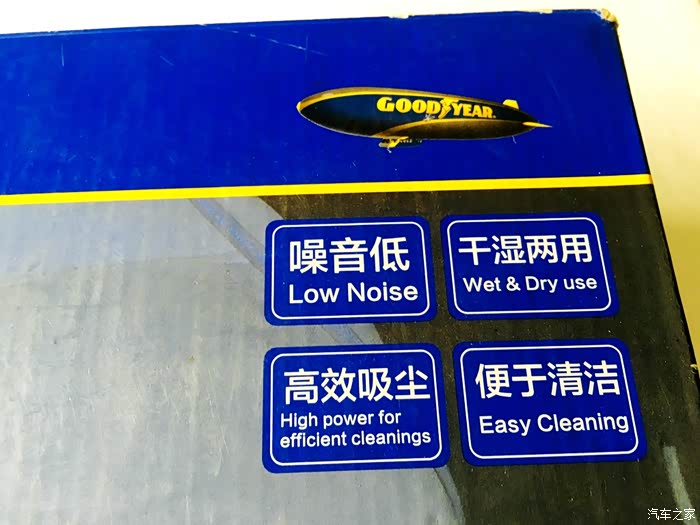 GOODYEAR
噪音低
Low Noise
干湿两用
Wet & Dry use
高效吸尘
High power for
efficient cleanings
便于清洁
Easy Cleaning
汽车之家